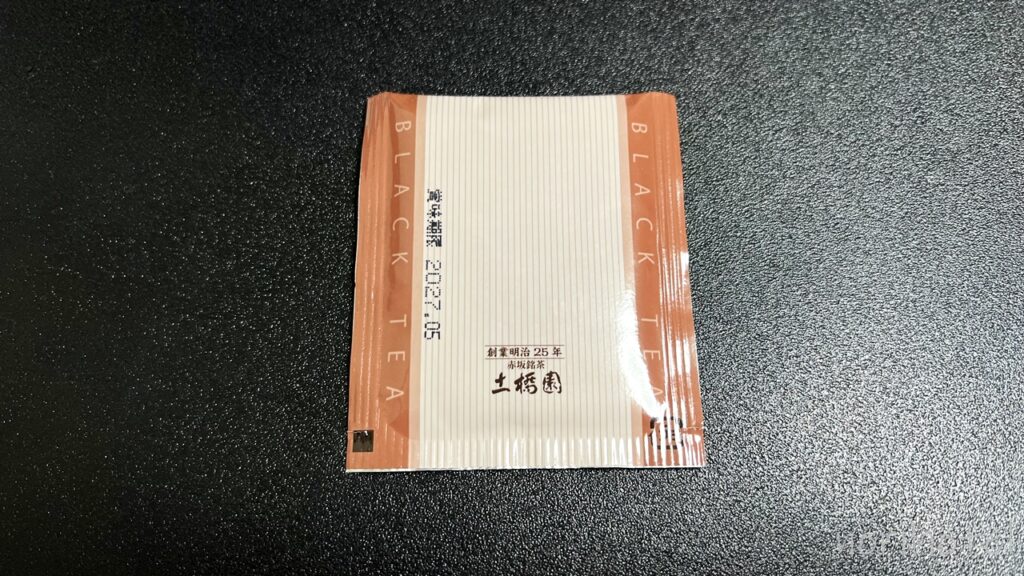 BLACK TEA
賞味期限 2027.05
創業明治25年
赤坂銘茶
土橋園
BLACK TEA